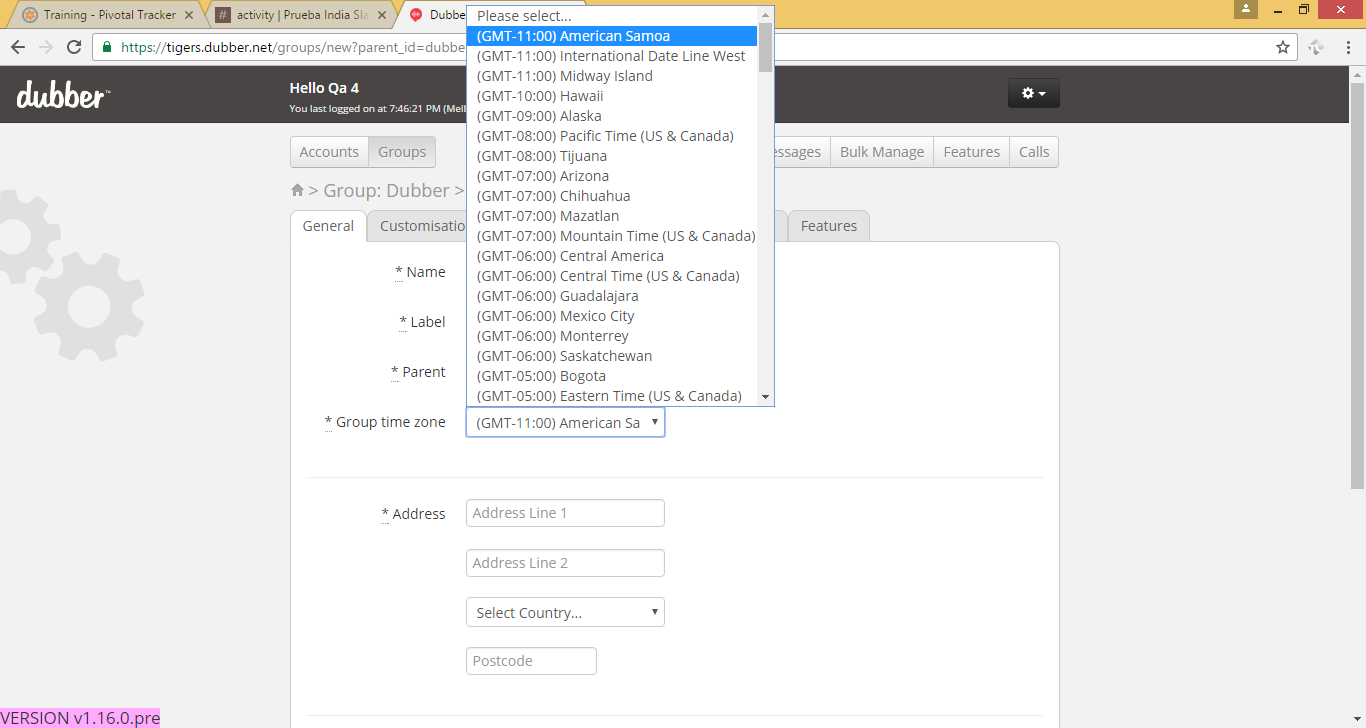 Training - Pivotal Tracker
activity | Prueba India Sla
Dubbe
https://tigers.dubber.net/groups/new?parent_id=dubbe
dubber™
Hello Qa 4
You last logged on at 7:46:21 PM (Mel
Accounts
Groups
essages
Bulk Manage
Features
Calls
> Group: Dubber >
General
Customisatio
Features
Please select...
(GMT-11:00) American Samoa
(GMT-11:00) International Date Line West
(GMT-11:00) Midway Island
(GMT-10:00) Hawaii
(GMT-09:00) Alaska
(GMT-08:00) Pacific Time (US & Canada)
(GMT-08:00) Tijuana
(GMT-07:00) Arizona
(GMT-07:00) Chihuahua
(GMT-07:00) Mazatlan
(GMT-07:00) Mountain Time (US & Canada)
(GMT-06:00) Central America
(GMT-06:00) Central Time (US & Canada)
(GMT-06:00) Guadalajara
(GMT-06:00) Mexico City
(GMT-06:00) Monterrey
(GMT-06:00) Saskatchewan
(GMT-05:00) Bogota
(GMT-05:00) Eastern Time (US & Canada)
* Name
* Label
* Parent
* Group time zone
(GMT-11:00) American Sa
* Address
Address Line 1
Address Line 2
Select Country...
Postcode
VERSION v1.16.0.pre